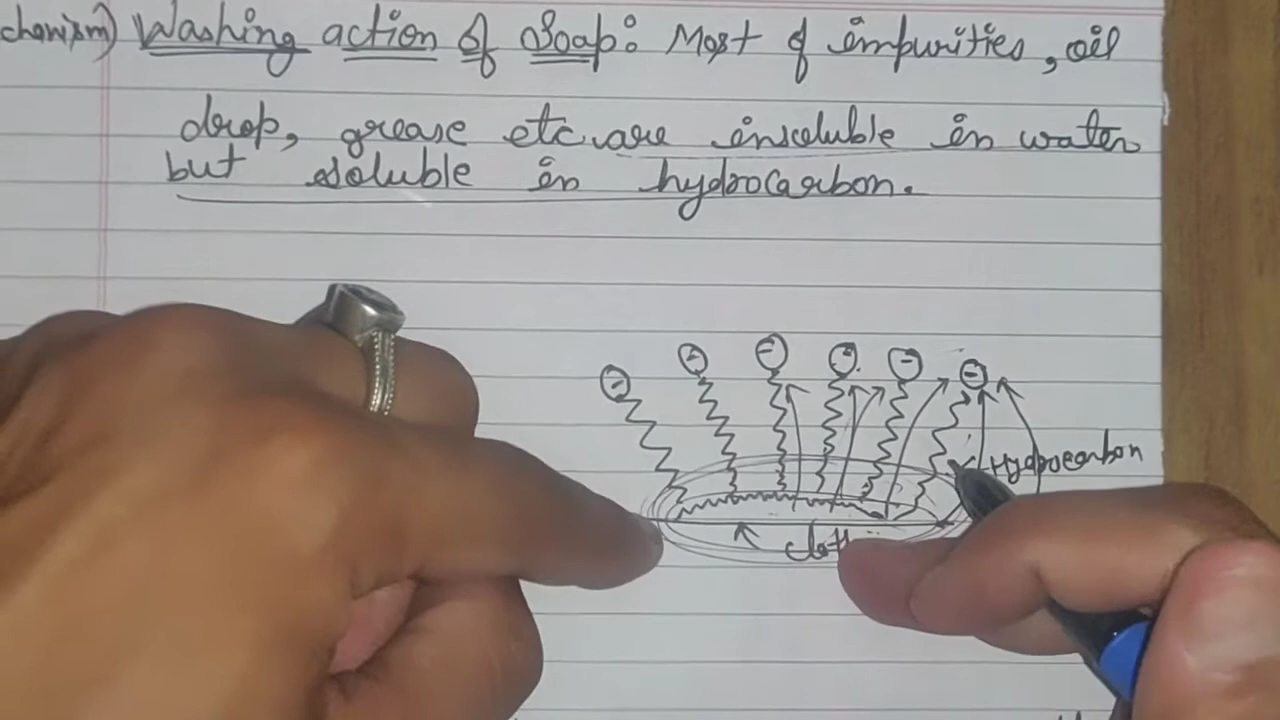 chanism) Washing action of Soap: Most of impurities, oil
drop, grease etc. are insoluble in water
but soluble in hydrocarbon.
Hydrocarbon